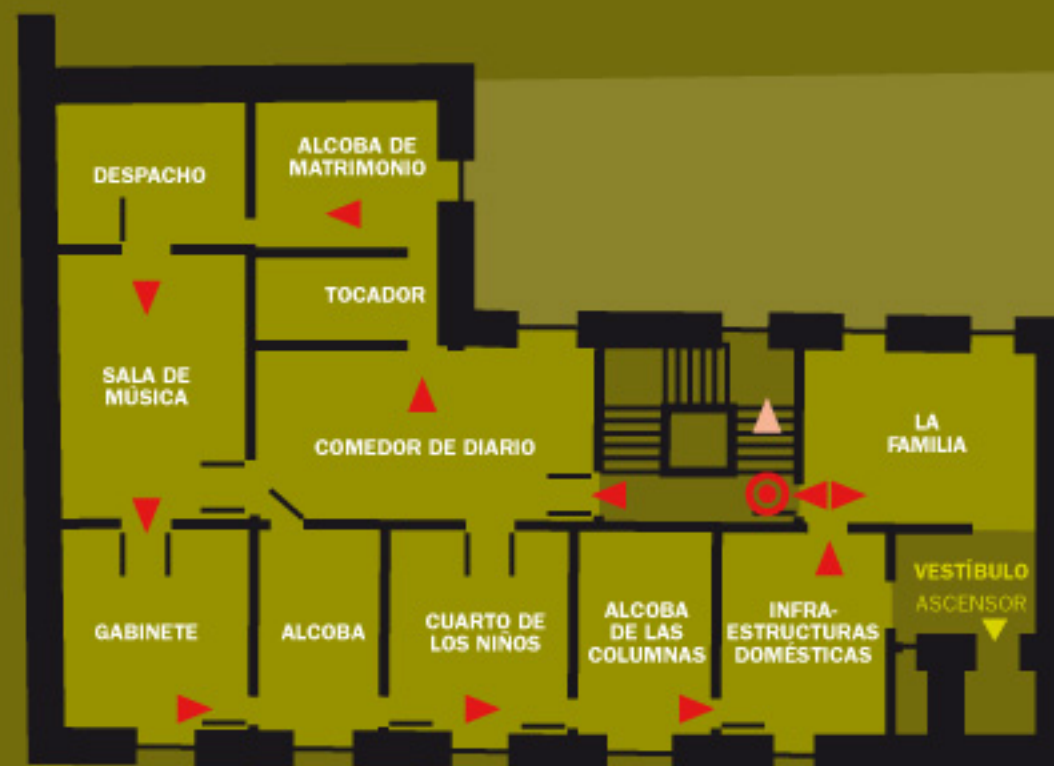 DESPACHO
ALCOBA DE
MATRIMONIO
TOCADOR
SALA DE
MÚSICA
COMEDOR DE DIARIO
LA
FAMILIA
GABINETE
ALCOBA
CUARTO DE
LOS NIÑOS
ALCOBA
DE LAS
COLUMNAS
INFRA-
ESTRUCTURAS
DOMÉSTICAS
VESTÍBULO
ASCENSOR